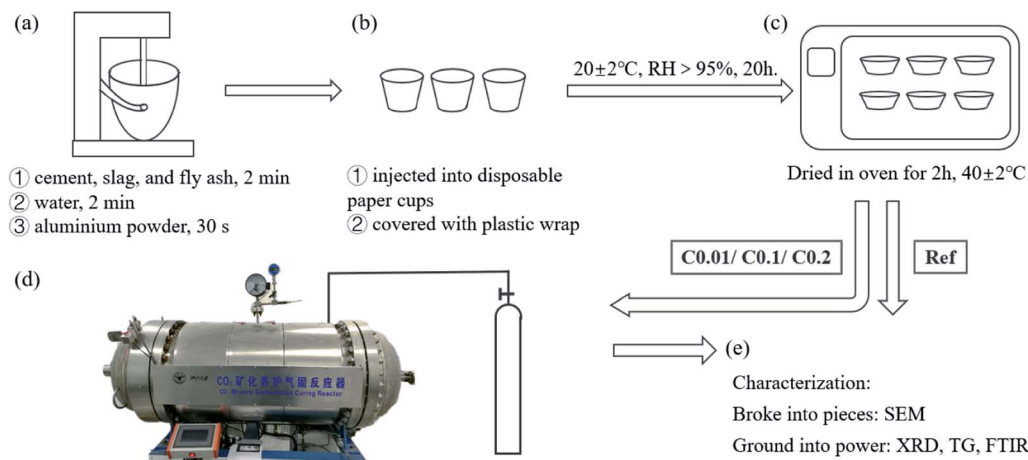 (a)
① cement, slag, and fly ash, 2 min
② water, 2 min
③ aluminium powder, 30 s
(b)
① injected into disposable
paper cups
② covered with plastic wrap
20±2℃, RH > 95%, 20h.
(c)
Dried in oven for 2h, 40±2℃
C0.01/ C0.1/ C0.2
Ref
(d)
CO₂ 矿化养护气固反应器
CO₂ Mineral Carbonation Curing Reactor
(e)
Characterization:
Broke into pieces: SEM
Ground into power: XRD, TG, FTIR